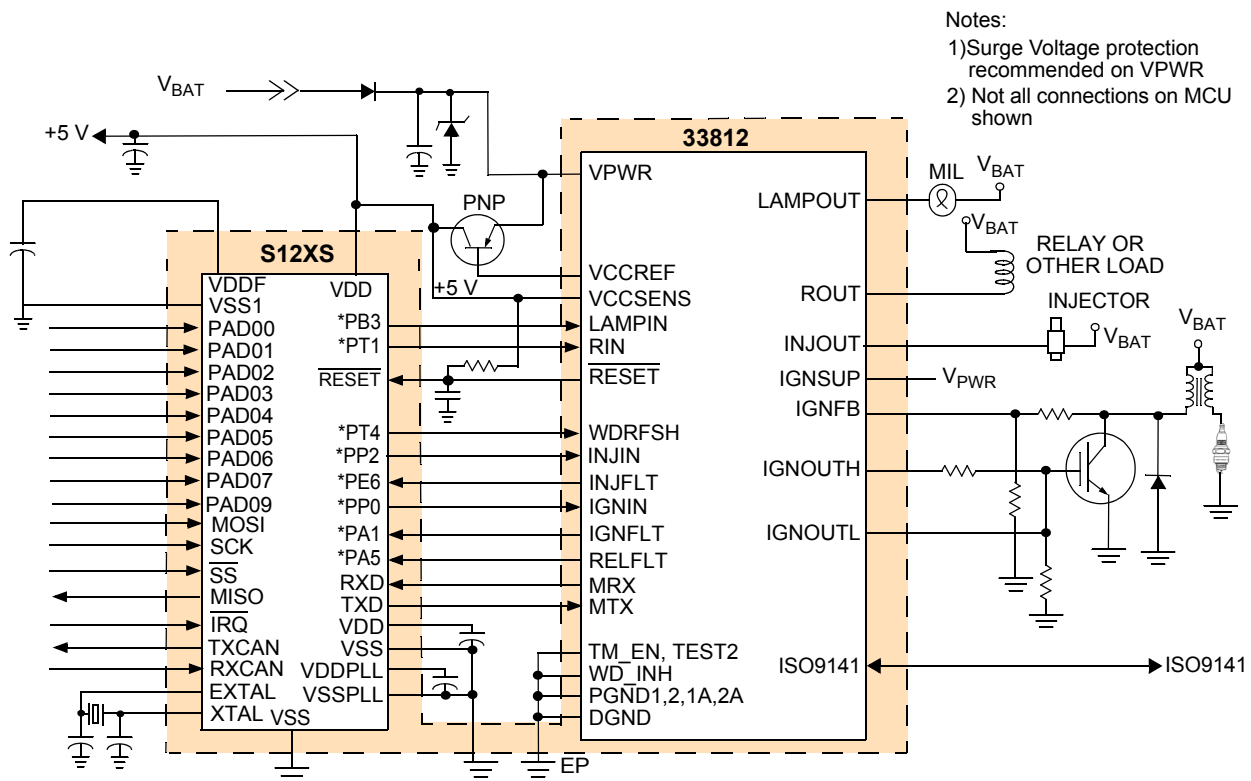 Notes:
1)Surge Voltage protection
recommended on VPWR
2) Not all connections on MCU
shown
VBAT
+5 V
33812
VPWR
PNP
LAMPOUT
MIL
VBAT
VBAT
RELAY OR
OTHER LOAD
ROUT
S12XS
VDDF
VDD
VSS1
+5 V
VCCREF
VCCSENS
INJECTOR
VBAT
VBAT
PAD00
PAD01
PAD02
PAD03
PAD04
PAD05
PAD06
PAD07
PAD09
MOSI
SCK
SS
MISO
IRQ
TXCAN
RXCAN
EXTAL
XTAL
VSS
*PB3
*PT1
RESET
*PT4
*PP2
*PE6
*PP0
*PA1
*PA5
RXD
TXD
VDD
VSS
VDDPLL
VSSPLL
LAMPIN
RIN
RESET
WDRFSH
INJIN
INJFLT
IGNIN
IGNFLT
RELFLT
MRX
MTX
TM_EN, TEST2
WD_INH
PGND1,2,1A,2A
DGND
EP
INJOUT
IGNSUP
VPWR
IGNFB
IGNOUTH
IGNOUTL
ISO9141
ISO9141